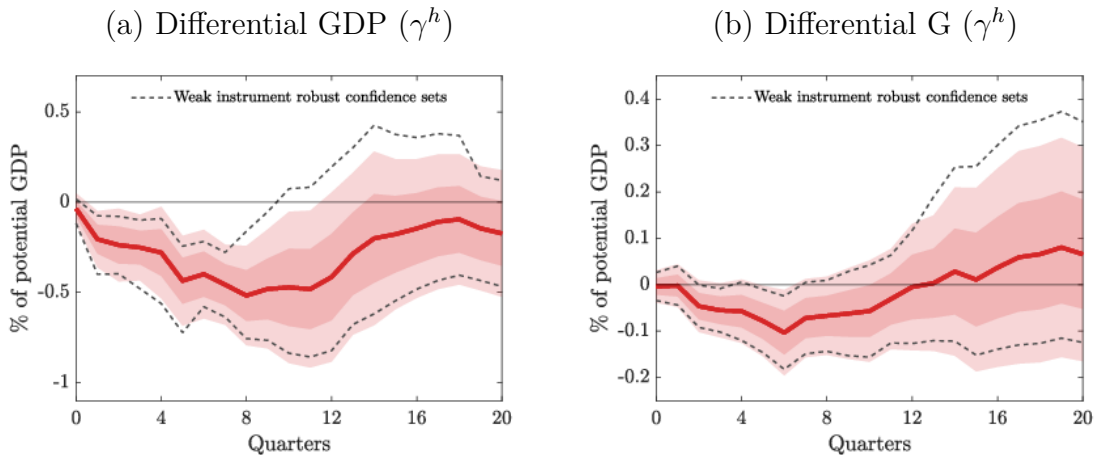 (a) Differential GDP (γ^h)
Weak instrument robust confidence sets
0.5
0
-0.5
-1
% of potential GDP
0 4 8 12 16 20
Quarters
(b) Differential G (γ^h)
Weak instrument robust confidence sets
0.4
0.3
0.2
0.1
0
-0.1
-0.2
% of potential GDP
0 4 8 12 16 20
Quarters